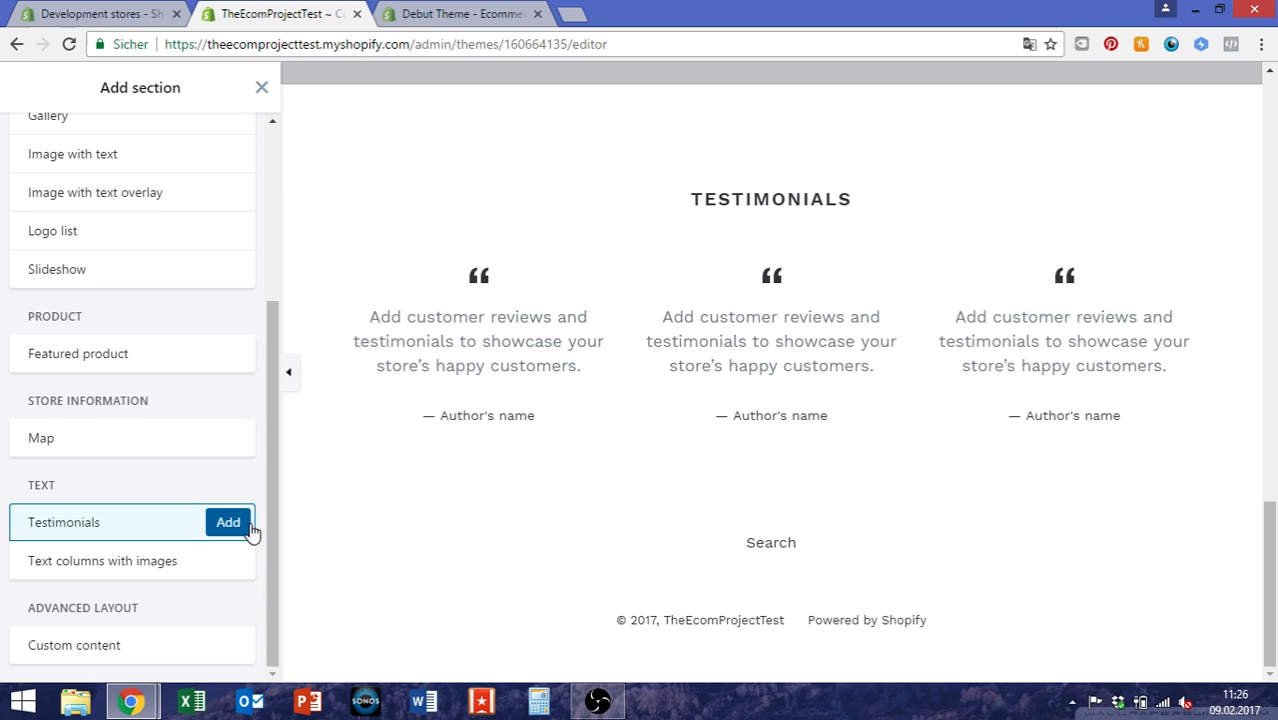 Development stores - Sh
TheEcomProjectTest ~ C
Debut Theme - Ecomme
Sicher
https://theecomprojecttest.myshopify.com/admin/themes/160664135/editor
Add section
Gallery
Image with text
Image with text overlay
Logo list
Slideshow
PRODUCT
Featured product
STORE INFORMATION
Map
TEXT
Testimonials
Add
Text columns with images
ADVANCED LAYOUT
Custom content
TESTIMONIALS
“ “ “
Add customer reviews and
testimonials to showcase your
store’s happy customers.
— Author's name
Add customer reviews and
testimonials to showcase your
store’s happy customers.
— Author's name
Add customer reviews and
testimonials to showcase your
store’s happy customers.
— Author's name
Search
© 2017, TheEcomProjectTest Powered by Shopify
SONOS
11:26
09.02.2017